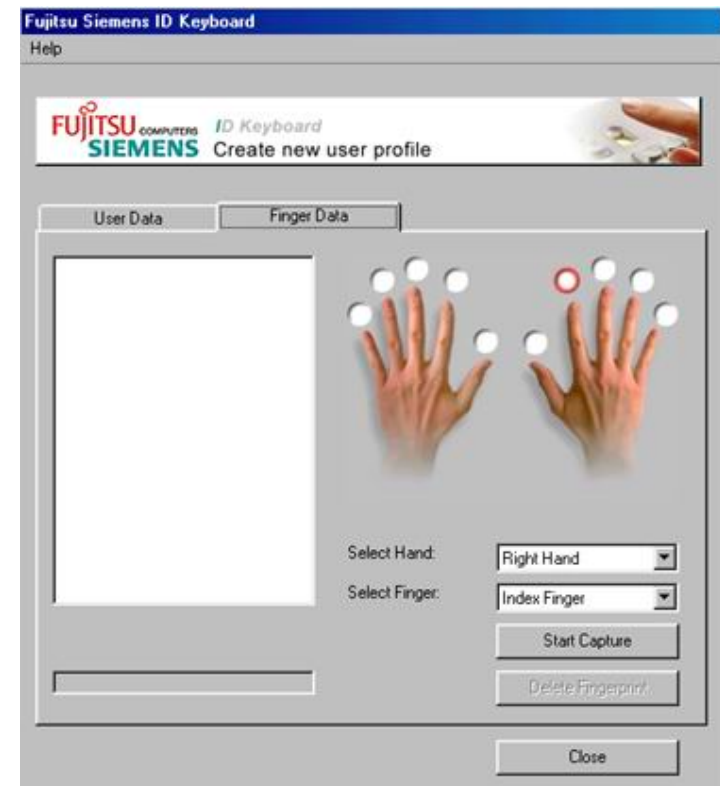 Fujitsu Siemens ID Keyboard
Help
FUJITSU COMPUTERS
SIEMENS
ID Keyboard
Create new user profile
User Data
Finger Data
Select Hand:
Right Hand
Select Finger:
Index Finger
Start Capture
Delete Fingerprint
Close